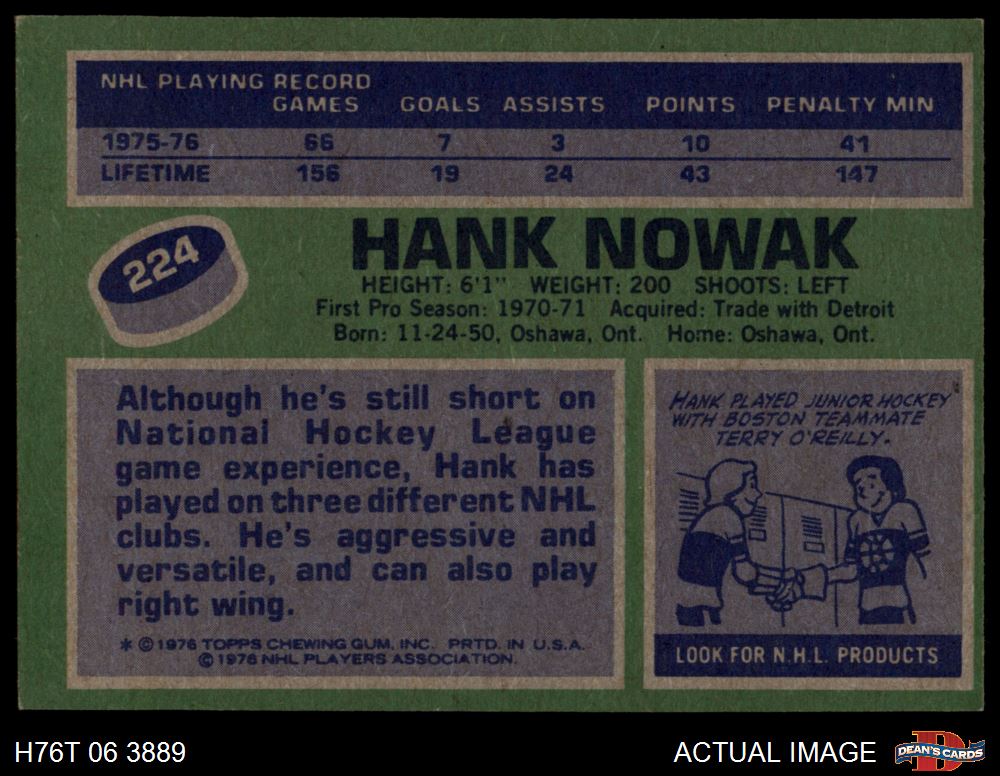 NHL PLAYING RECORD
GAMES GOALS ASSISTS POINTS PENALTY MIN
1975-76 66 7 3 10 41
LIFETIME 156 19 24 43 147
224
HANK NOWAK
HEIGHT: 6'1" WEIGHT: 200 SHOOTS: LEFT
First Pro Season: 1970-71 Acquired: Trade with Detroit
Born: 11-24-50, Oshawa, Ont. Home: Oshawa, Ont.
Although he's still short on
National Hockey League
game experience, Hank has
played on three different NHL
clubs. He's aggressive and
versatile, and can also play
right wing.
* © 1976 TOPPS CHEWING GUM, INC. PRTD. IN U.S.A.
© 1976 NHL PLAYERS ASSOCIATION.
HANK PLAYED JUNIOR HOCKEY
WITH BOSTON TEAMMATE
TERRY O'REILLY.
LOOK FOR N.H.L. PRODUCTS
H76T 06 3889
ACTUAL IMAGE
DEAN'S CARDS